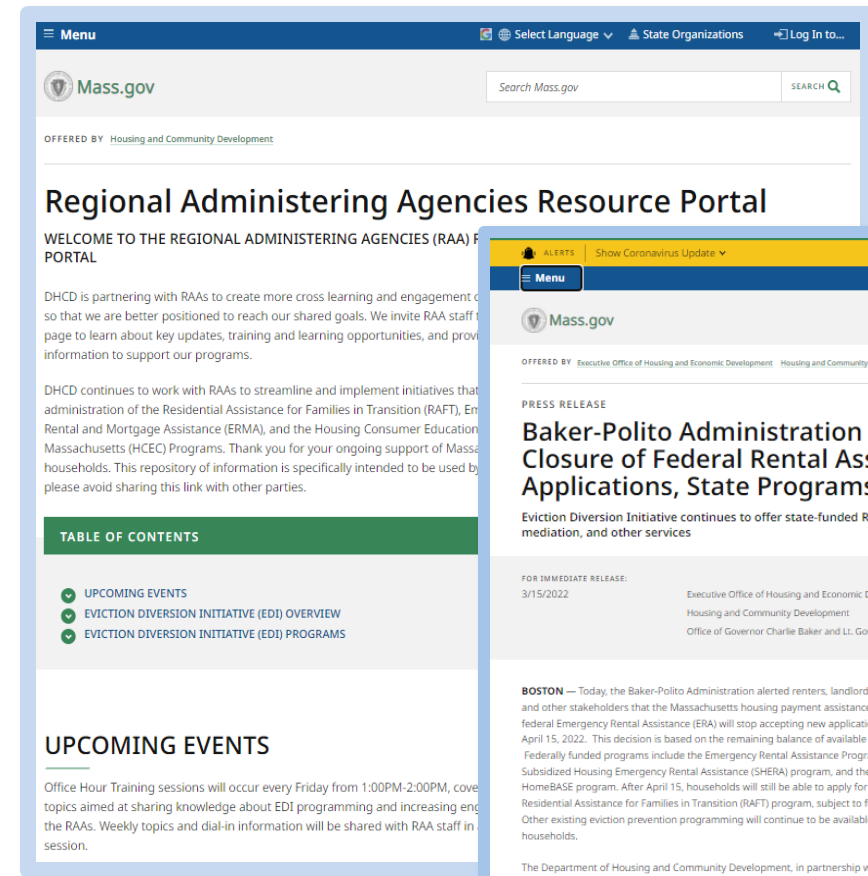 Menu
Select Language
State Organizations
Log In to...
Mass.gov
Search Mass.gov
SEARCH
OFFERED BY Housing and Community Development
Regional Administering Agencies Resource Portal
WELCOME TO THE REGIONAL ADMINISTERING AGENCIES (RAA)
PORTAL
DHCD is partnering with RAAs to create more cross learning and engagement
so that we are better positioned to reach our shared goals. We invite RAA staff
page to learn about key updates, training and learning opportunities, and
information to support our programs.
DHCD continues to work with RAAs to streamline and implement initiatives that
administration of the Residential Assistance for Families in Transition (RAFT),
Rental and Mortgage Assistance (ERMA), and the Housing Consumer Education
Massachusetts (HCEC) Programs. Thank you for your ongoing support of
households. This repository of information is specifically intended to be used by
please avoid sharing this link with other parties.
TABLE OF CONTENTS
UPCOMING EVENTS
EVICTION DIVERSION INITIATIVE (EDI) OVERVIEW
EVICTION DIVERSION INITIATIVE (EDI) PROGRAMS
UPCOMING EVENTS
Office Hour Training sessions will occur every Friday from 1:00PM-2:00PM,
topics aimed at sharing knowledge about EDI programming and increasing
the RAAs. Weekly topics and dial-in information will be shared with RAA staff in
session.
ALERTS
Show Coronavirus Update
Menu
Mass.gov
OFFERED BY Executive Office of Housing and Economic Development Housing and Community
PRESS RELEASE
Baker-Polito Administration
Closure of Federal Rental
Applications, State Programs
Eviction Diversion Initiative continues to offer state-funded
mediation, and other services
FOR IMMEDIATE RELEASE:
3/15/2022
Executive Office of Housing and Economic
Housing and Community Development
Office of Governor Charlie Baker and Lt.
BOSTON — Today, the Baker-Polito Administration alerted renters,
and other stakeholders that the Massachusetts housing payment assistance
federal Emergency Rental Assistance (ERA) will stop accepting new
April 15, 2022. This decision is based on the remaining balance of available
Federally funded programs include the Emergency Rental Assistance
Subsidized Housing Emergency Rental Assistance (SHERA) program, and the
HomeBASE program. After April 15, households will still be able to apply for
Residential Assistance for Families in Transition (RAFT) program, subject to
Other existing eviction prevention programming will continue to be
households.
The Department of Housing and Community Development, in partnership